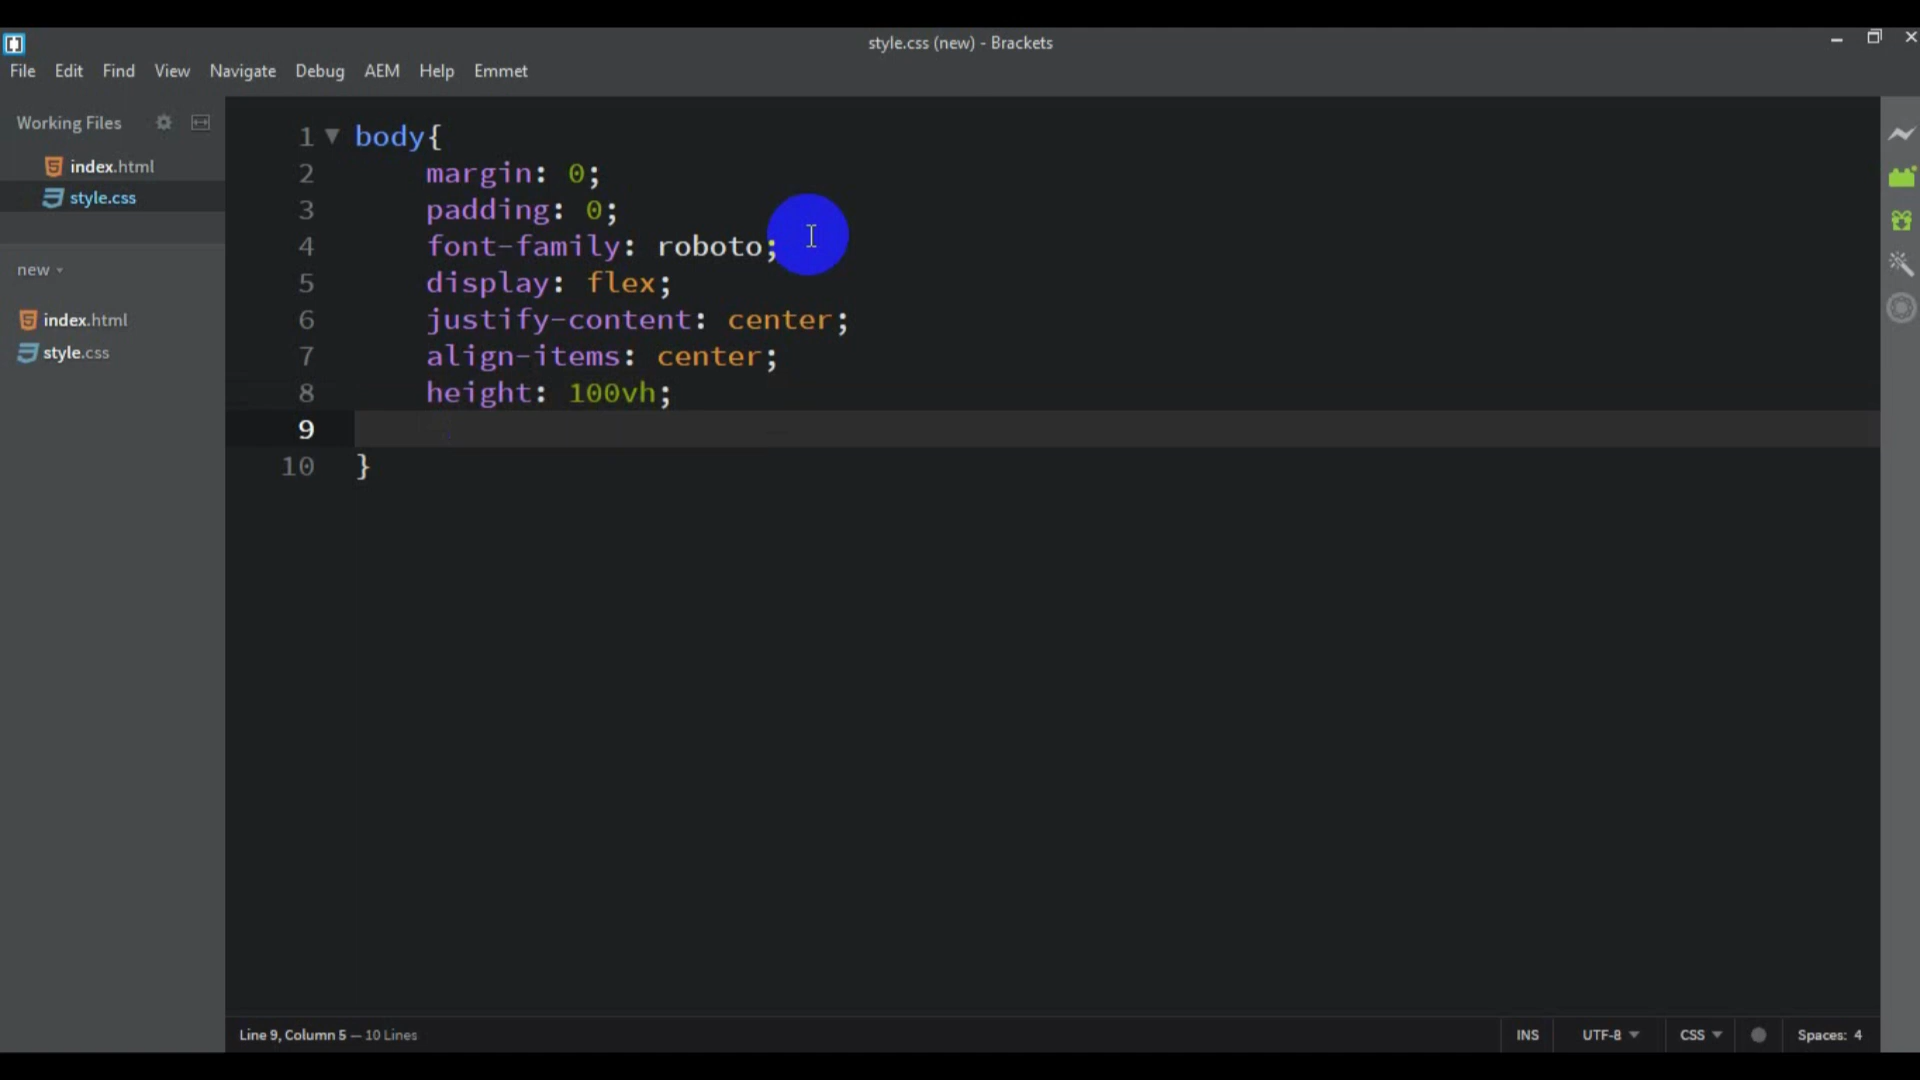 style.css (new) - Brackets
File Edit Find View Navigate Debug AEM Help Emmet
Working Files
index.html
style.css
new
index.html
style.css
1 body{
2 margin: 0;
3 padding: 0;
4 font-family: roboto;
5 display: flex;
6 justify-content: center;
7 align-items: center;
8 height: 100vh;
9
10 }
Line 9, Column 5 — 10 Lines
INS UTF-8 CSS Spaces: 4